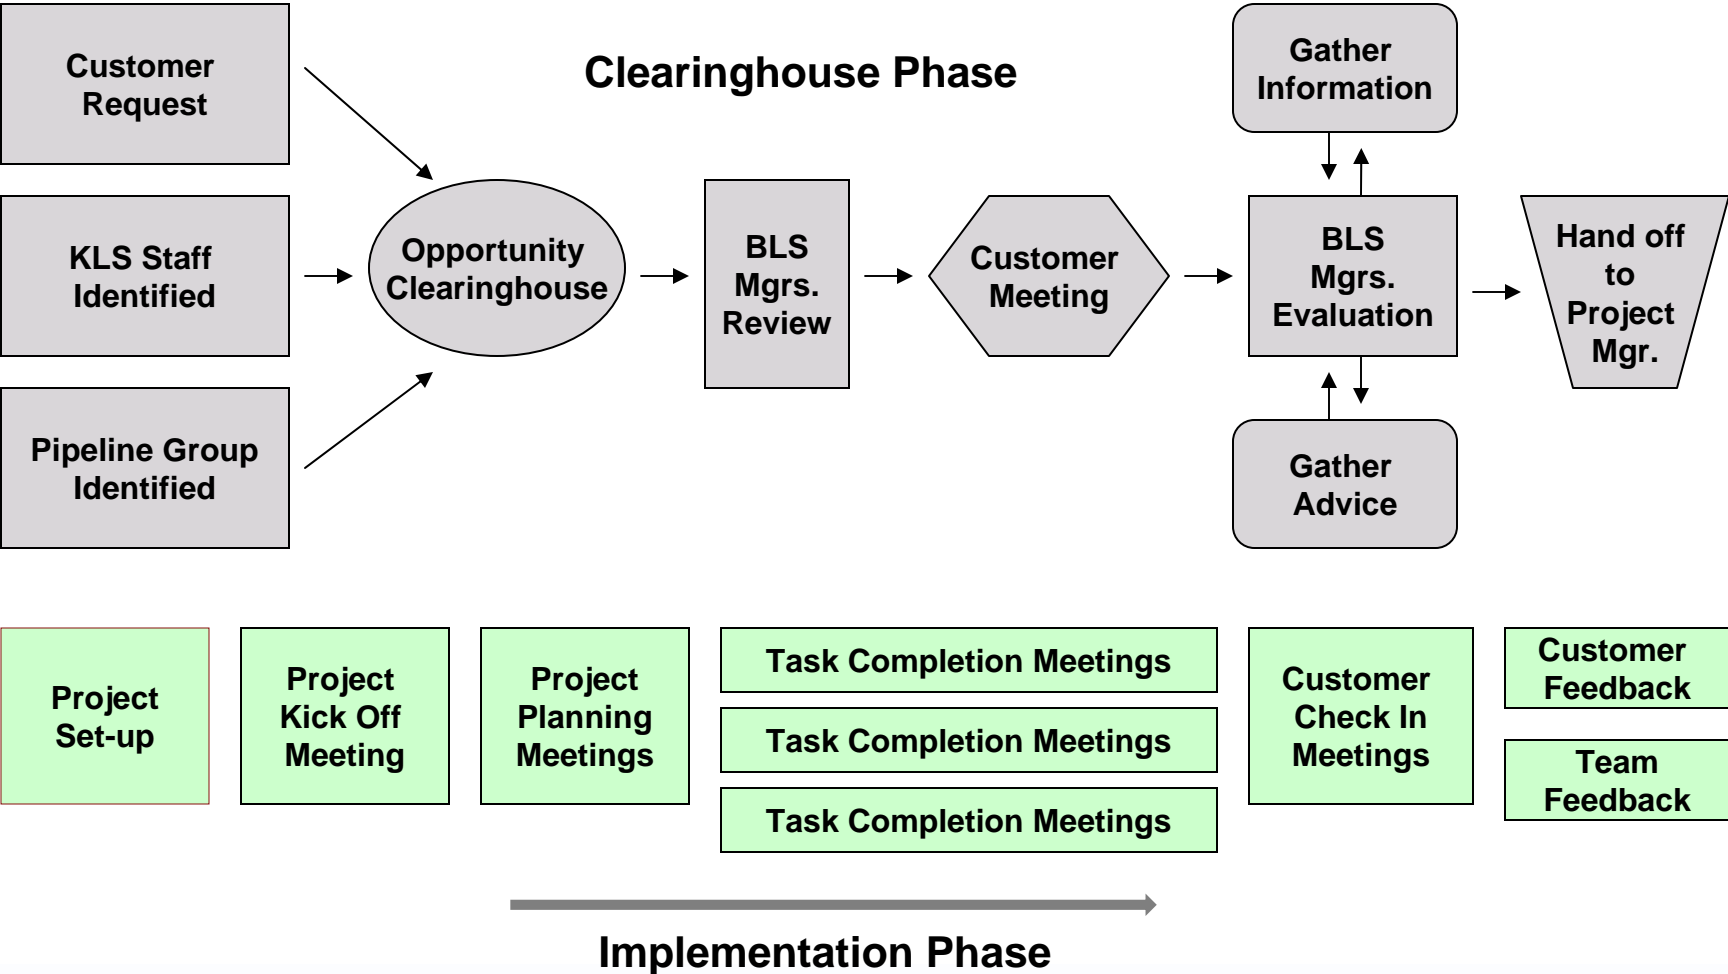 Customer
Request
Clearinghouse Phase
Gather
Information
KLS Staff
Identified
Opportunity
Clearinghouse
BLS
Mgrs.
Review
Customer
Meeting
BLS
Mgrs.
Evaluation
Hand off
to
Project
Mgr.
Pipeline Group
Identified
Gather
Advice
Project
Set-up
Project
Kick Off
Meeting
Project
Planning
Meetings
Task Completion Meetings
Task Completion Meetings
Task Completion Meetings
Customer
Check In
Meetings
Customer
Feedback
Team
Feedback
Implementation Phase